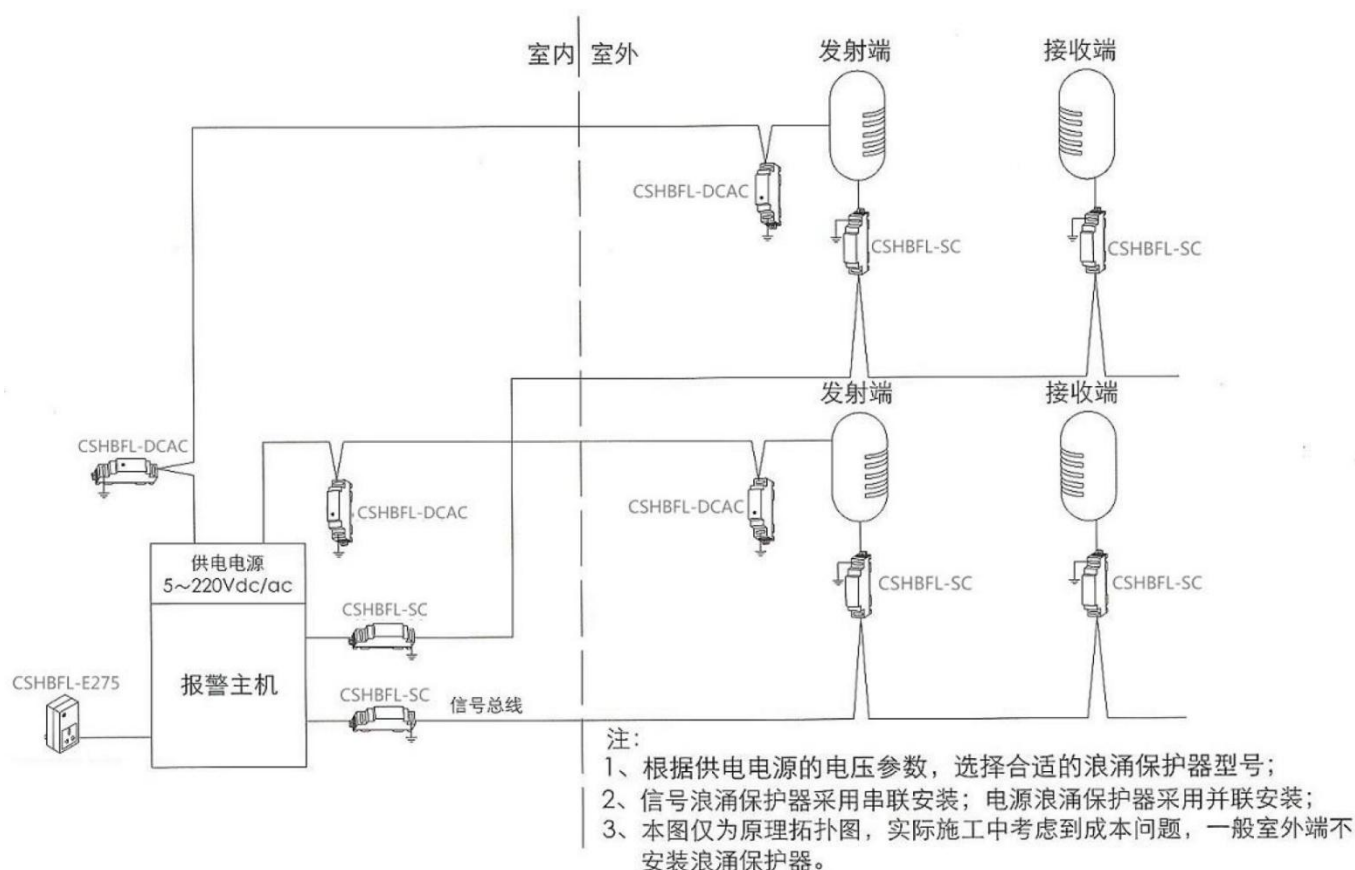 室内 室外
发射端
接收端
CSHBFL-DCAC
CSHBFL-SC
CSHBFL-SC
发射端
接收端
CSHBFL-DCAC
CSHBFL-DCAC
CSHBFL-DCAC
CSHBFL-SC
CSHBFL-SC
供电电源
5～220Vdc/ac
CSHBFL-SC
CSHBFL-E275
报警主机
CSHBFL-SC
信号总线
注：
1、根据供电电源的电压参数，选择合适的浪涌保护器型号；
2、信号浪涌保护器采用串联安装；电源浪涌保护器采用并联安装；
3、本图仅为原理拓扑图，实际施工中考虑到成本问题，一般室外端不
安装浪涌保护器。